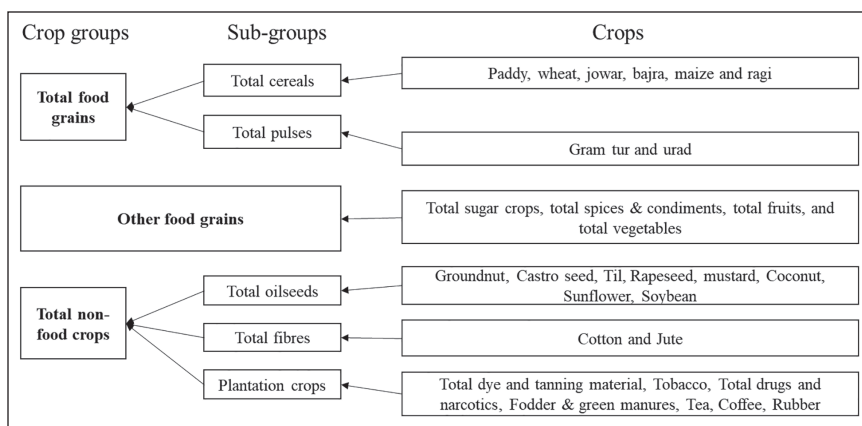 Crop groups
Sub-groups
Crops
Total food
grains
Total cereals
Paddy, wheat, jowar, bajra, maize and ragi
Total pulses
Gram tur and urad
Other food grains
Total sugar crops, total spices & condiments, total fruits, and
total vegetables
Total non-
food crops
Total oilseeds
Groundnut, Castro seed, Til, Rapeseed, mustard, Coconut,
Sunflower, Soybean
Total fibres
Cotton and Jute
Plantation crops
Total dye and tanning material, Tobacco, Total drugs and
narcotics, Fodder & green manures, Tea, Coffee, Rubber